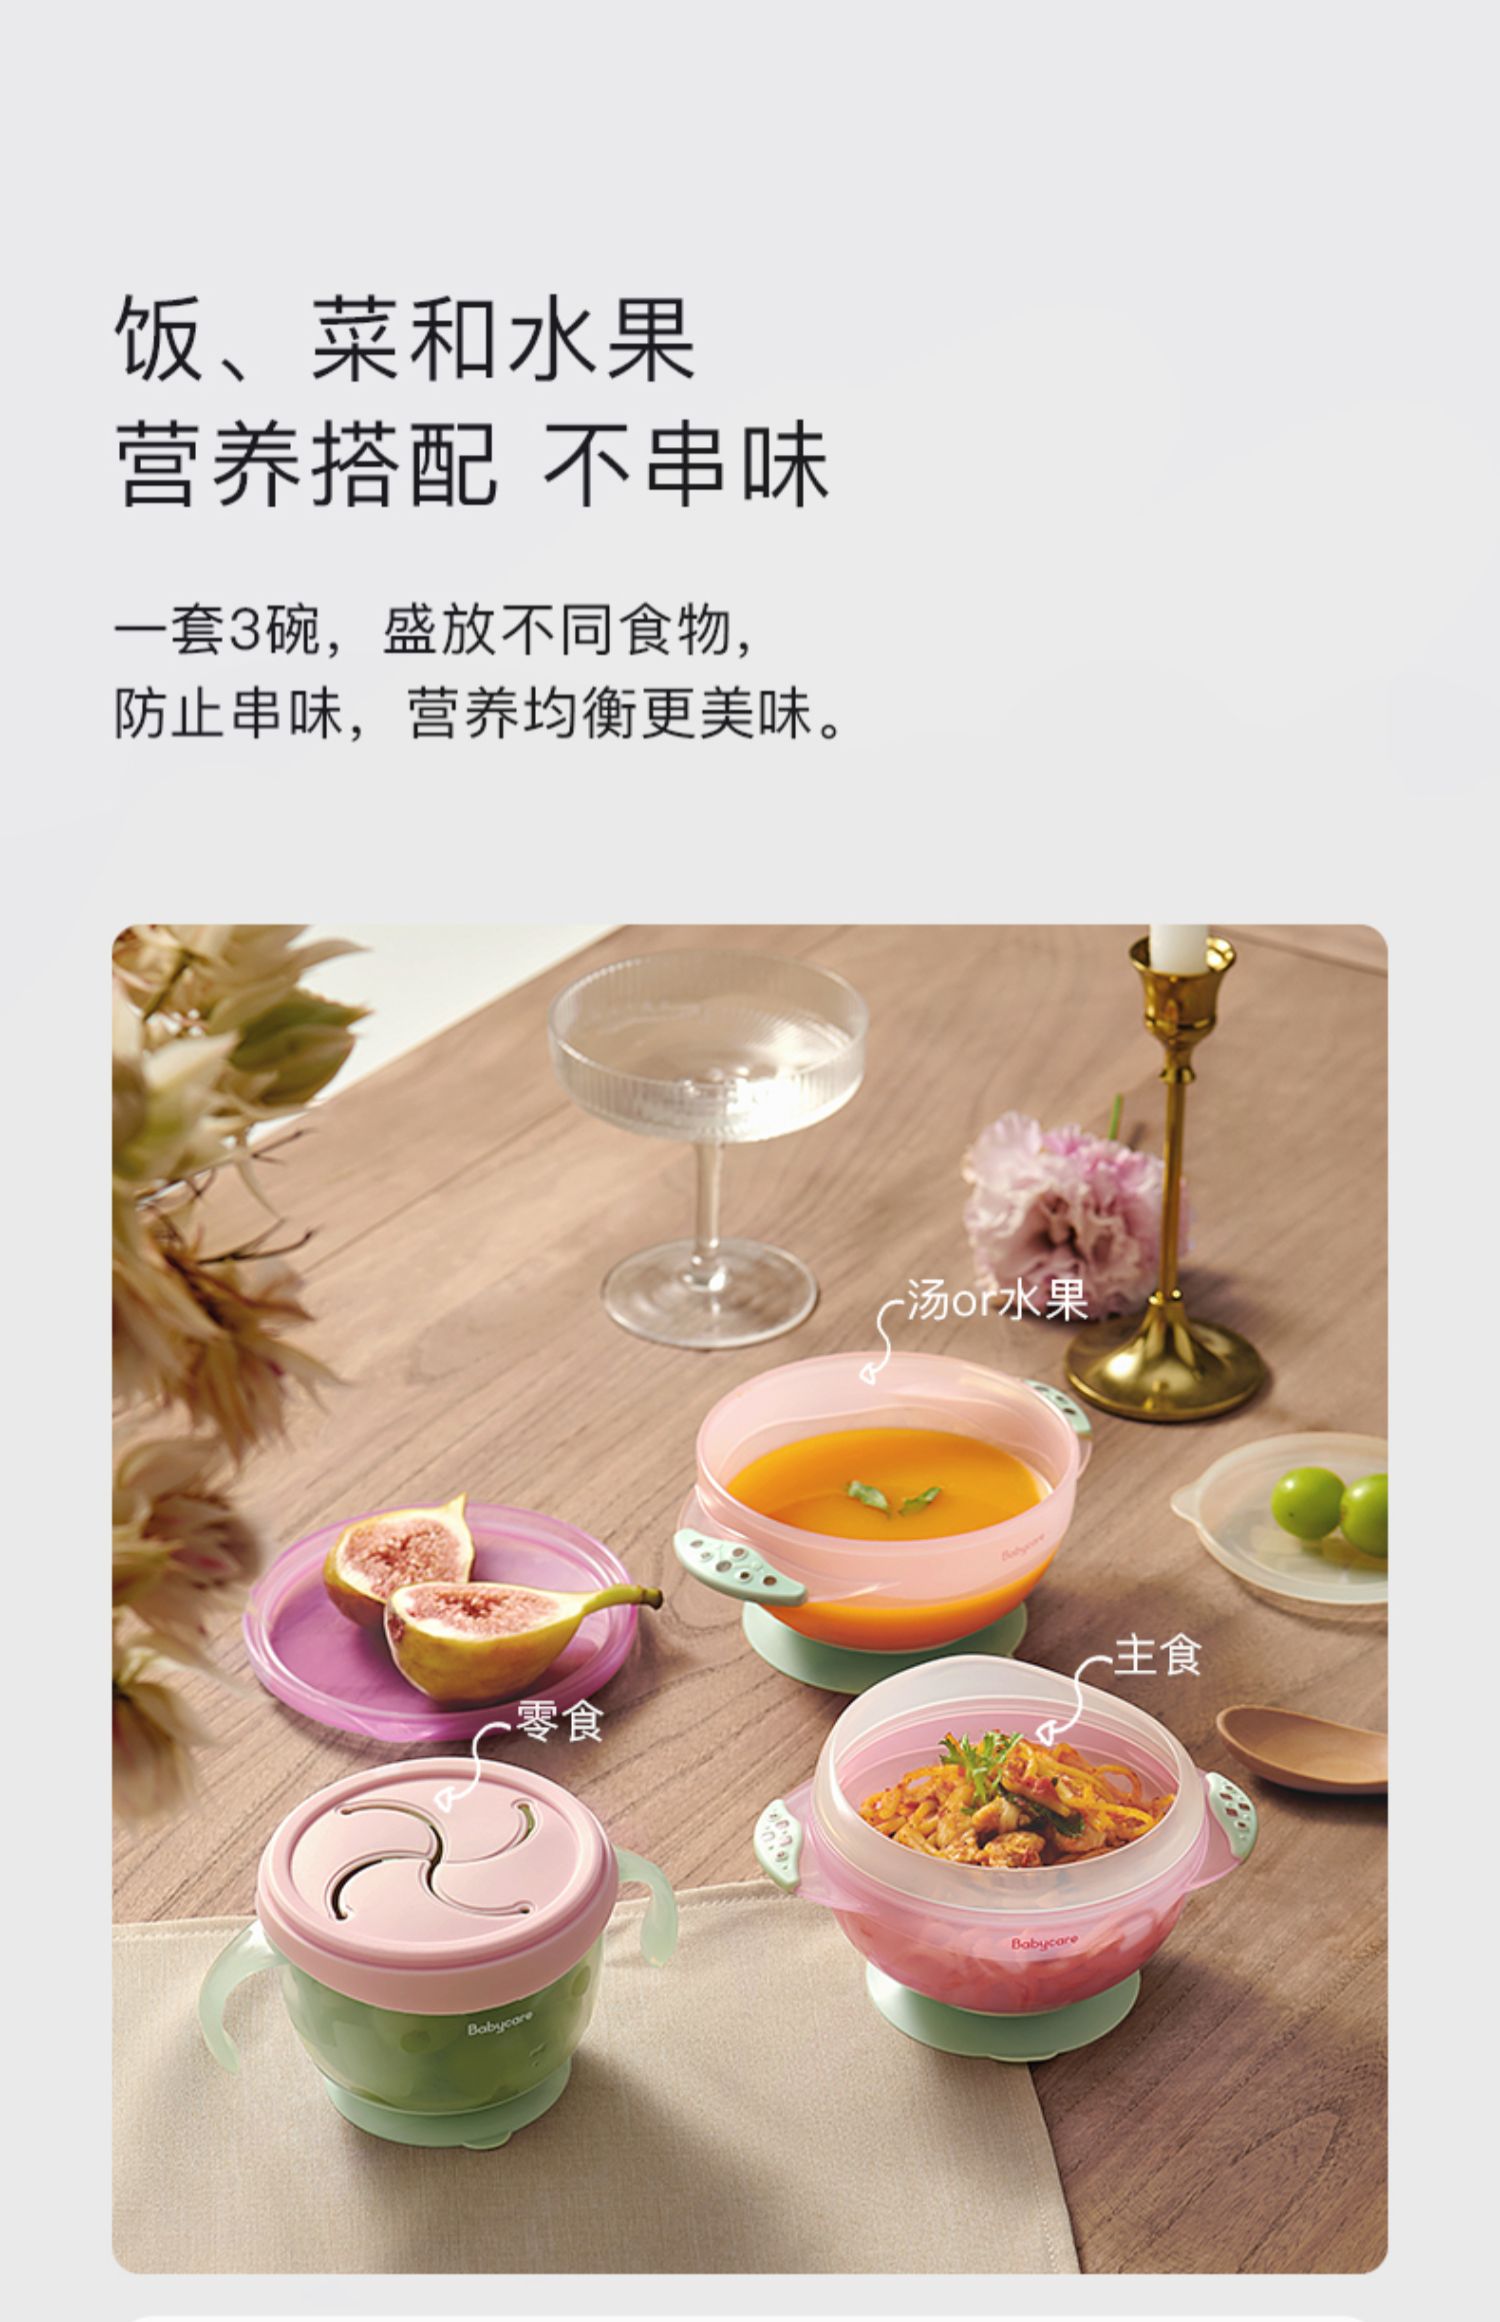 饭、菜和水果
营养搭配 不串味
一套3碗，盛放不同食物，
防止串味，营养均衡更美味。
汤or水果
Babycare
主食
零食
Babycare
Babycare